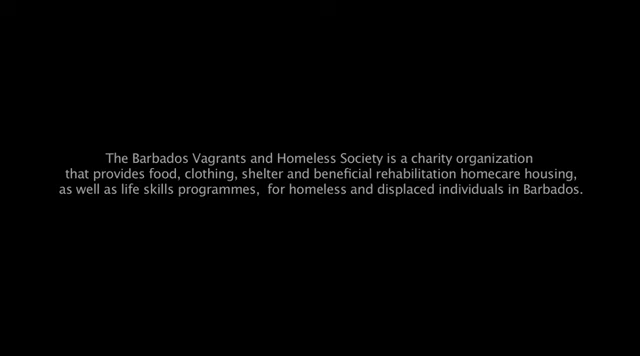 The Barbados Vagrants and Homeless Society is a charity organization
that provides food, clothing, shelter and beneficial rehabilitation homecare housing,
as well as life skills programmes,  for homeless and displaced individuals in Barbados.